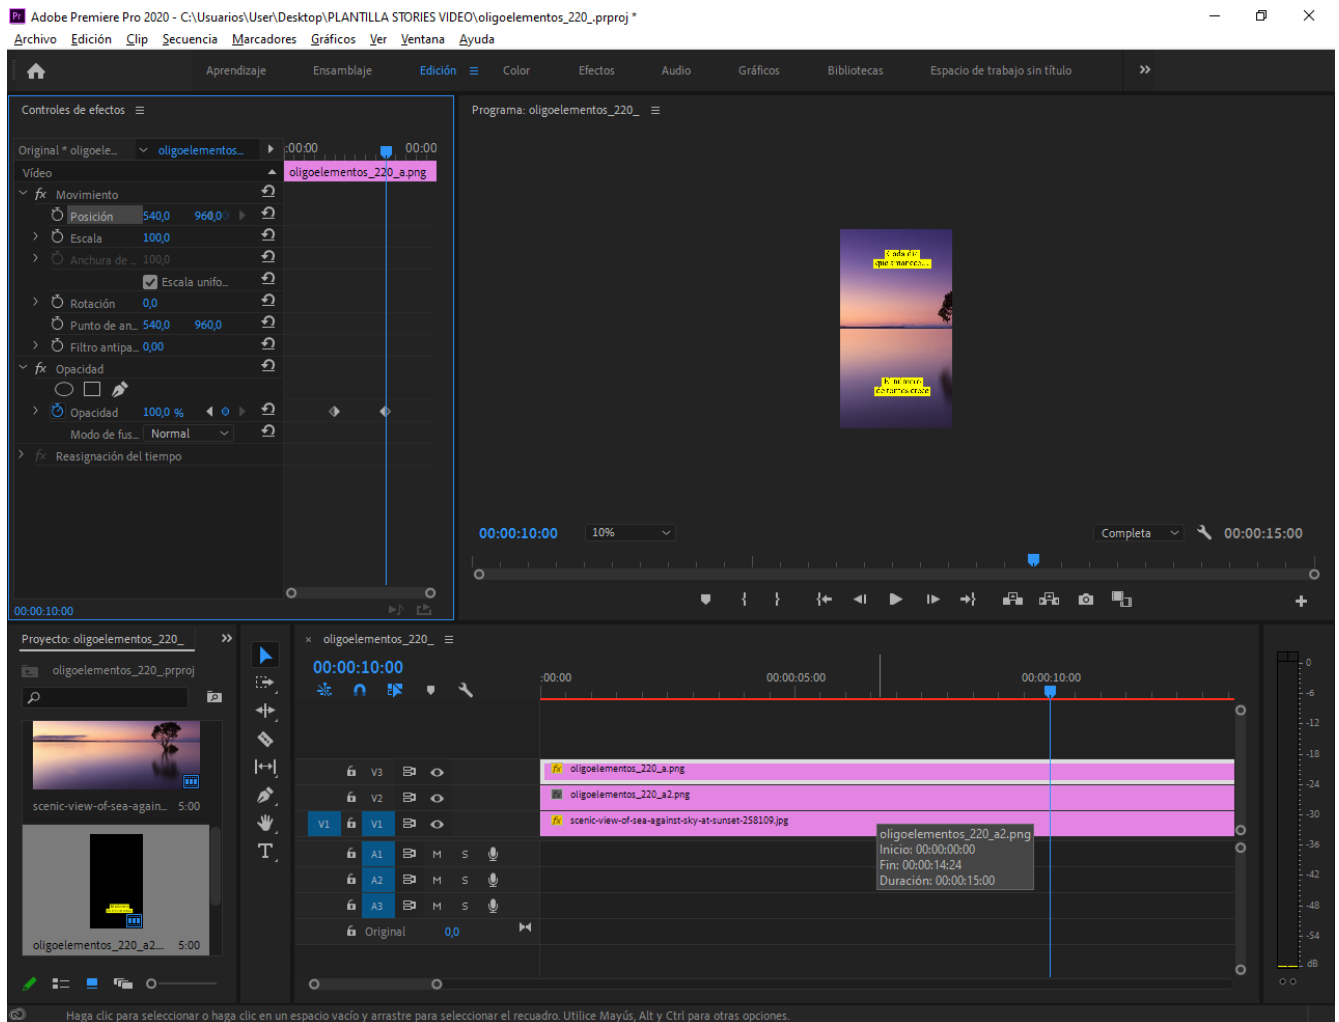 Adobe Premiere Pro 2020 - C:\Usuarios\User\Desktop\PLANTILLA STORIES VIDEO\oligoelementos_220_.prproj *
Archivo Edición Clip Secuencia Marcadores Gráficos Ver Ventana Ayuda
Aprendizaje Ensamblaje Edición Color Efectos Audio Gráficos Bibliotecas Espacio de trabajo sin título
Controles de efectos
Original * oligoele... oligoelementos...
:00:00 00:00
Vídeo
oligoelementos_220_a.png
fx Movimiento
Posición 540,0 960,0
Escala 100,0
Anchura de ... 100,0
Escala unifo...
Rotación 0,0
Punto de an... 540,0 960,0
Filtro antipa... 0,00
fx Opacidad
Opacidad 100,0 %
Modo de fus... Normal
fx Reasignación del tiempo
00:00:10:00
Programa: oligoelementos_220_
00:00:10:00 10% Completa 00:00:15:00
Proyecto: oligoelementos_220_
oligoelementos_220_.prproj
scenic-view-of-sea-again... 5:00
oligoelementos_220_a2... 5:00
oligoelementos_220_
00:00:10:00
:00:00 00:00:05:00 00:00:10:00
V3 fx oligoelementos_220_a.png
V2 fx oligoelementos_220_a2.png
V1 V1 fx scenic-view-of-sea-against-sky-at-sunset-258109.jpg
oligoelementos_220_a2.png
Inicio: 00:00:00:00
Fin: 00:00:14:24
Duración: 00:00:15:00
A1 M S
A2 M S
A3 M S
Original 0,0
0
-6
-12
-18
-24
-30
-36
-42
-48
-54
dB
Haga clic para seleccionar o haga clic en un espacio vacío y arrastre para seleccionar el recuadro. Utilice Mayús, Alt y Ctrl para otras opciones.